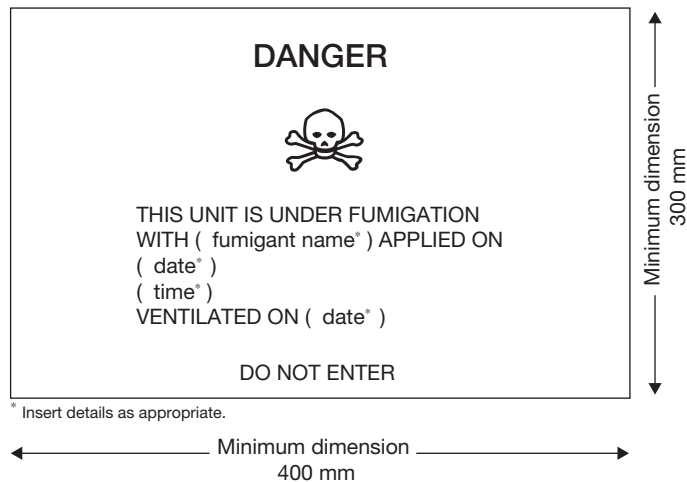 DANGER
THIS UNIT IS UNDER FUMIGATION
WITH ( fumigant name* ) APPLIED ON
( date* )
( time* )
VENTILATED ON ( date* )
DO NOT ENTER
* Insert details as appropriate.
Minimum dimension
400 mm
Minimum dimension
300 mm